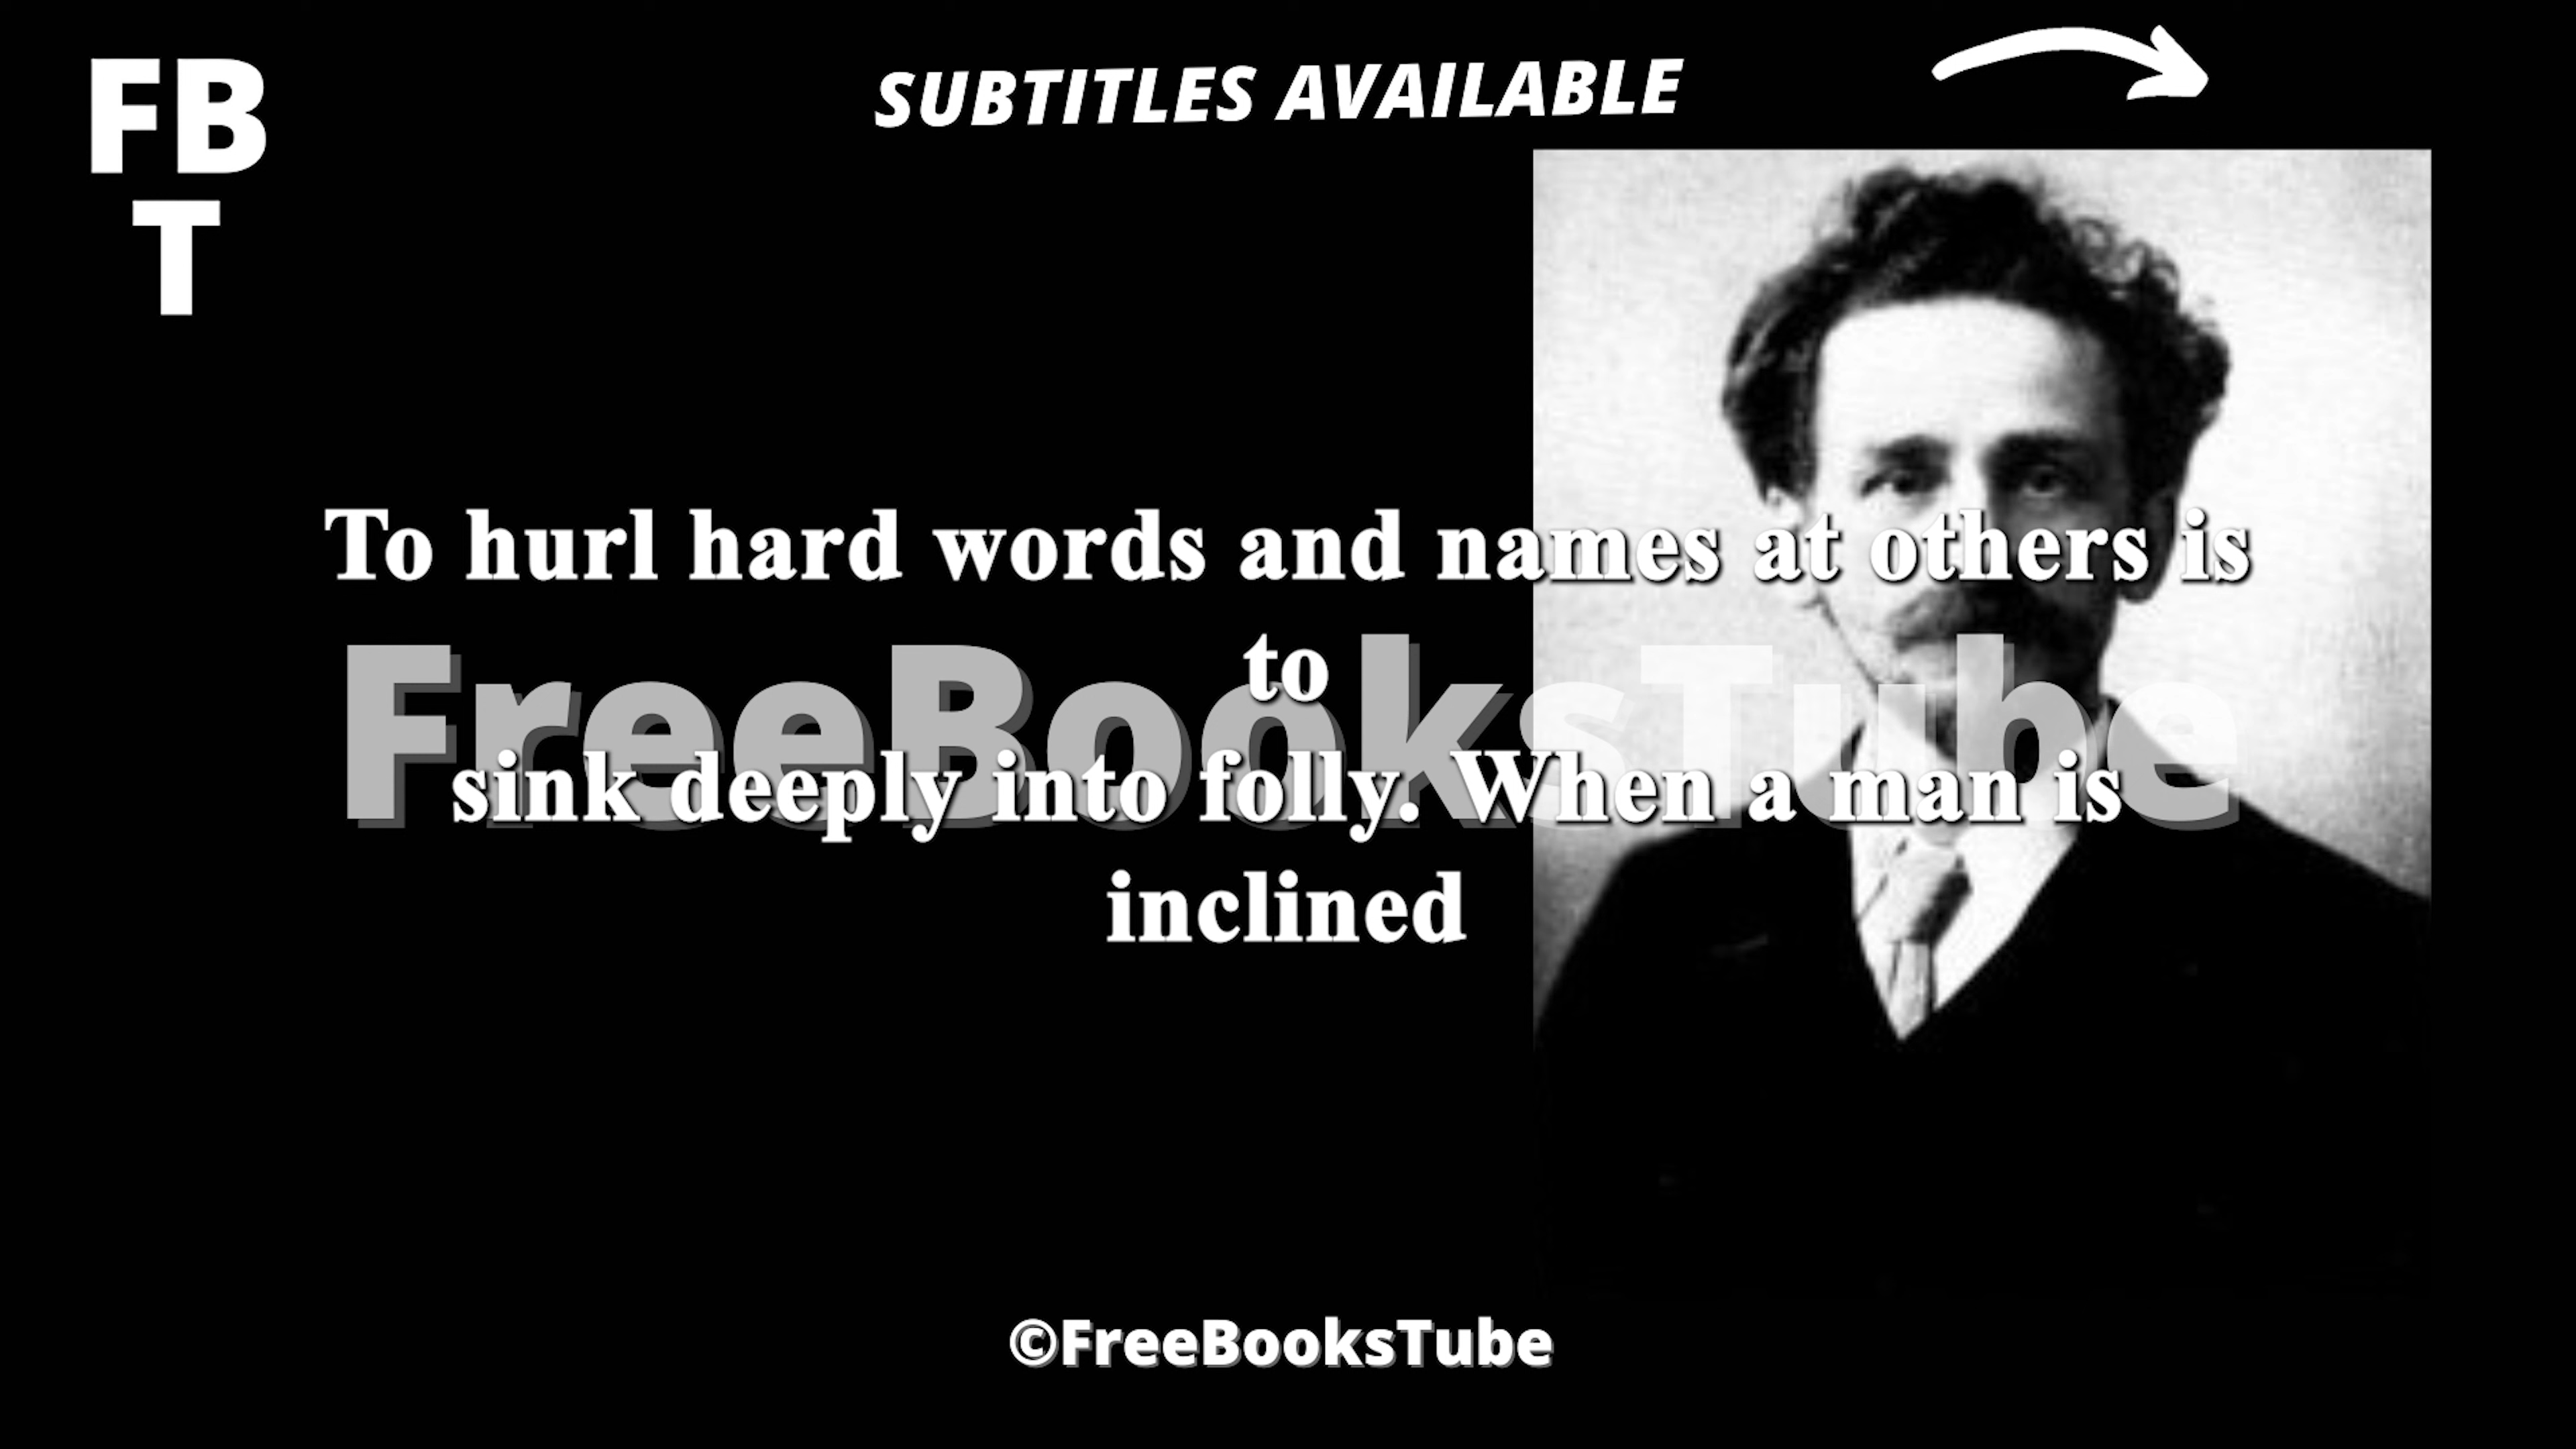 FB
T
SUBTITLES AVAILABLE
To hurl hard words and names at others is
to
FreeBooksTube
sink deeply into folly. When a man is
inclined
©FreeBooksTube